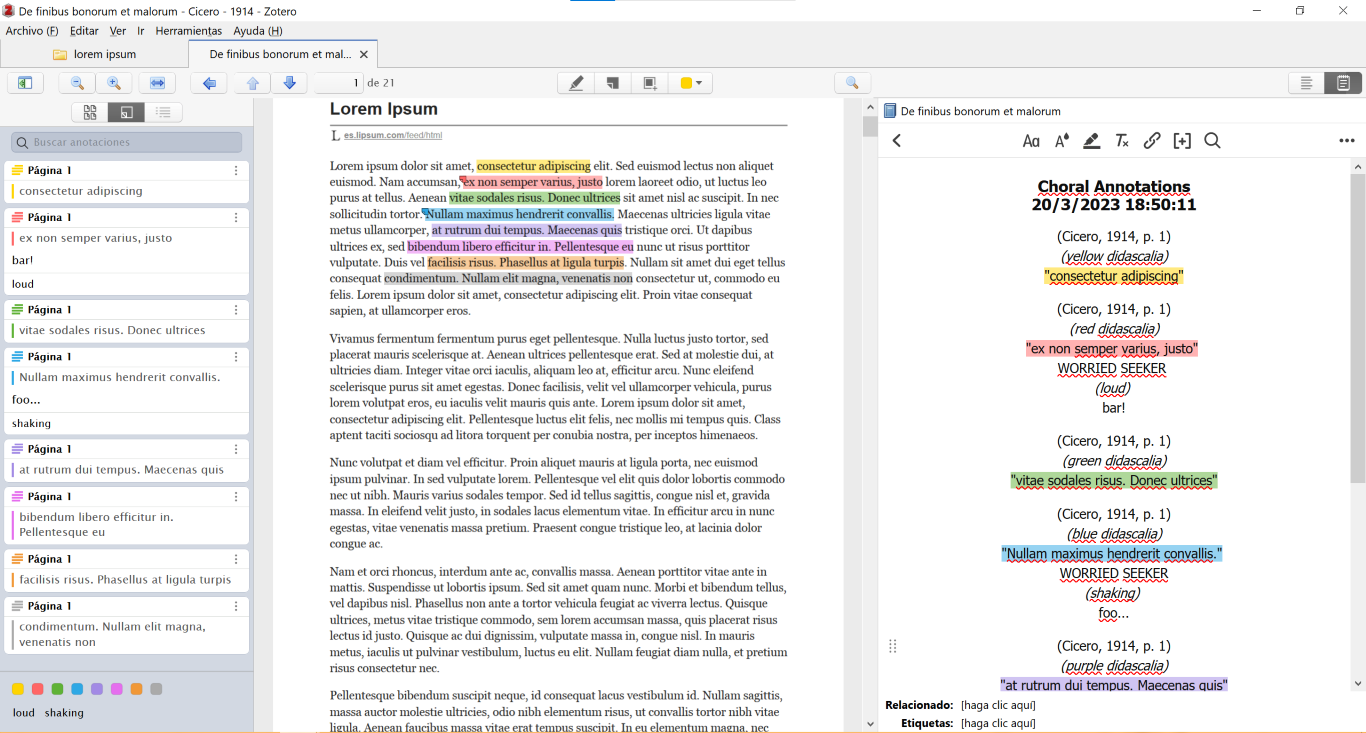 De finibus bonorum et malorum - Cicero - 1914 - Zotero
Archivo (F) Editar Ver Ir Herramientas Ayuda (H)
lorem ipsum
De finibus bonorum et mal...
1 de 21
Buscar anotaciones
Página 1
consectetur adipiscing
Página 1
ex non semper varius, justo
bar!
loud
Página 1
vitae sodales risus. Donec ultrices
Página 1
Nullam maximus hendrerit convallis.
foo...
shaking
Página 1
at rutrum dui tempus. Maecenas quis
Página 1
bibendum libero efficitur in.
Pellentesque eu
Página 1
facilisis risus. Phasellus at ligula turpis
Página 1
condimentum. Nullam elit magna,
venenatis non
loud shaking
Lorem Ipsum
L es.lipsum.com/feed/html
Lorem ipsum dolor sit amet, consectetur adipiscing elit. Sed euismod lectus non aliquet
euismod. Nam accumsan, ex non semper varius, justo lorem laoreet odio, ut luctus leo
purus at tellus. Aenean vitae sodales risus. Donec ultrices sit amet nisl ac suscipit. In nec
sollicitudin tortor. Nullam maximus hendrerit convallis. Maecenas ultricies ligula vitae
metus ullamcorper, at rutrum dui tempus. Maecenas quis tristique orci. Ut dapibus
ultrices ex, sed bibendum libero efficitur in. Pellentesque eu nunc ut risus porttitor
vulputate. Duis vel facilisis risus. Phasellus at ligula turpis. Nullam sit amet dui eget tellus
consequat condimentum. Nullam elit magna, venenatis non consectetur ut, commodo eu
felis. Lorem ipsum dolor sit amet, consectetur adipiscing elit. Proin vitae consequat
sapien, at ullamcorper eros.
Vivamus fermentum fermentum purus eget pellentesque. Nulla luctus justo tortor, sed
placerat mauris scelerisque at. Aenean ultrices pellentesque erat. Sed at molestie dui, at
ultricies diam. Integer vitae orci iaculis, aliquam leo at, efficitur arcu. Nunc eleifend
scelerisque purus sit amet egestas. Donec facilisis, velit vel ullamcorper vehicula, purus
lorem volutpat eros, eu iaculis velit mauris quis ante. Lorem ipsum dolor sit amet,
consectetur adipiscing elit. Pellentesque luctus elit felis, nec mollis mi tempus quis. Class
aptent taciti sociosqu ad litora torquent per conubia nostra, per inceptos himenaeos.
Nunc volutpat et diam vel efficitur. Proin aliquet mauris at ligula porta, nec euismod
ipsum pulvinar. In sed vulputate lorem. Pellentesque vel elit quis dolor lobortis commodo
nec ut nibh. Mauris varius sodales tempor. Sed id tellus sagittis, congue nisl et, gravida
massa. In eleifend velit justo, in sodales lacus elementum vitae. In efficitur arcu in nunc
egestas, vitae venenatis massa pretium. Praesent congue tristique leo, at lacinia dolor
congue ac.
Nam et orci rhoncus, interdum ante ac, convallis massa. Aenean porttitor vitae ante in
mattis. Suspendisse ut lobortis ipsum. Sed sit amet quam nunc. Morbi et bibendum tellus,
vel dapibus nisl. Phasellus non ante a tortor vehicula feugiat ac viverra lectus. Quisque
ultrices, metus vitae tristique commodo, sem lorem accumsan massa, quis placerat risus
lectus id justo. Quisque ac dui dignissim, vulputate massa in, congue nisl. In mauris
metus, iaculis ut pulvinar vestibulum, luctus eu elit. Nullam feugiat diam nulla, et pretium
risus consectetur nec.
Pellentesque bibendum suscipit neque, id consequat lacus vestibulum id. Nullam sagittis,
massa auctor molestie ultricies, odio nibh elementum risus, ut convallis tortor nibh vitae
ligula. Aenean faucibus massa vitae erat tempus suscipit. In eu elementum magna, nec
De finibus bonorum et malorum
Choral Annotations
20/3/2023 18:50:11
(Cicero, 1914, p. 1)
(yellow didascalia)
"consectetur adipiscing"
(Cicero, 1914, p. 1)
(red didascalia)
"ex non semper varius, justo"
WORRIED SEEKER
(loud)
bar!
(Cicero, 1914, p. 1)
(green didascalia)
"vitae sodales risus. Donec ultrices"
(Cicero, 1914, p. 1)
(blue didascalia)
"Nullam maximus hendrerit convallis."
WORRIED SEEKER
(shaking)
foo...
(Cicero, 1914, p. 1)
(purple didascalia)
"at rutrum dui tempus. Maecenas quis"
Relacionado: [haga clic aquí]
Etiquetas: [haga clic aquí]